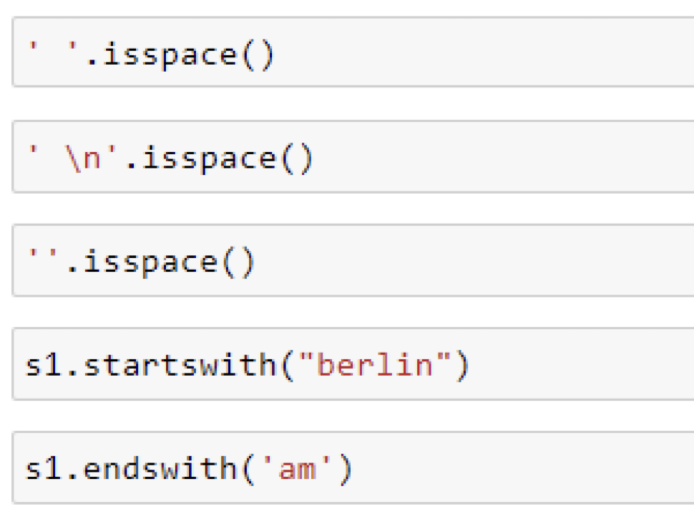 ' '.isspace()
' \n'.isspace()
''.isspace()
s1.startswith("berlin")
s1.endswith('am')